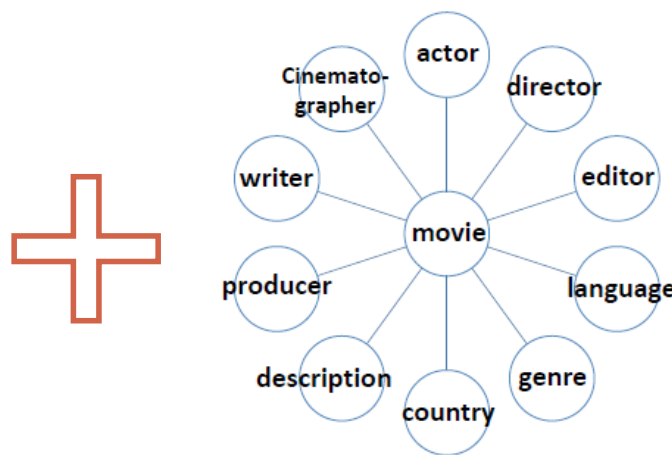 actor
Cinemato-
grapher
director
writer
editor
movie
producer
language
description
genre
country